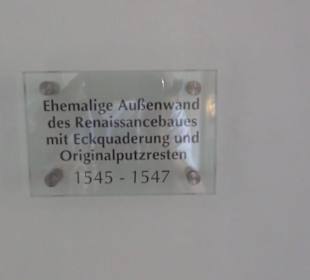 Ehemalige Außenwand
des Renaissancebaues
mit Eckquaderung und
Originalputzresten
1545 - 1547